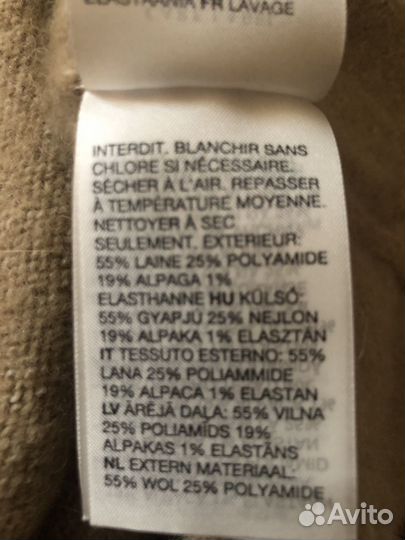 ELASTRANIA FR LAVAGE
INTERDIT. BLANCHIR SANS
CHLORE SI NÉCESSAIRE.
SÉCHER À L'AIR. REPASSER
À TEMPÉRATURE MOYENNE.
NETTOYER À SEC
SEULEMENT. EXTERIEUR:
55% LAINE 25% POLYAMIDE
19% ALPAGA 1%
ELASTHANNE HU KÜLSŐ:
55% GYAPJÚ 25% NEJLON
19% ALPAKA 1% ELASZTÁN
IT TESSUTO ESTERNO: 55%
LANA 25% POLIAMMIDE
19% ALPACA 1% ELASTAN
LV ĀRĒJĀ DAĻA: 55% VILNA
25% POLIAMĪDS 19%
ALPAKAS 1% ELASTĀNS
NL EXTERN MATERIAAL:
55% WOL 25% POLYAMIDE
Avito